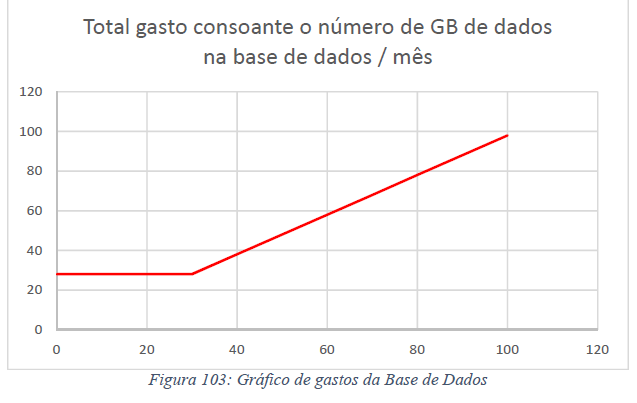 Total gasto consoante o número de GB de dados
na base de dados / mês
120
100
80
60
40
20
0
0 20 40 60 80 100 120
Figura 103: Gráfico de gastos da Base de Dados